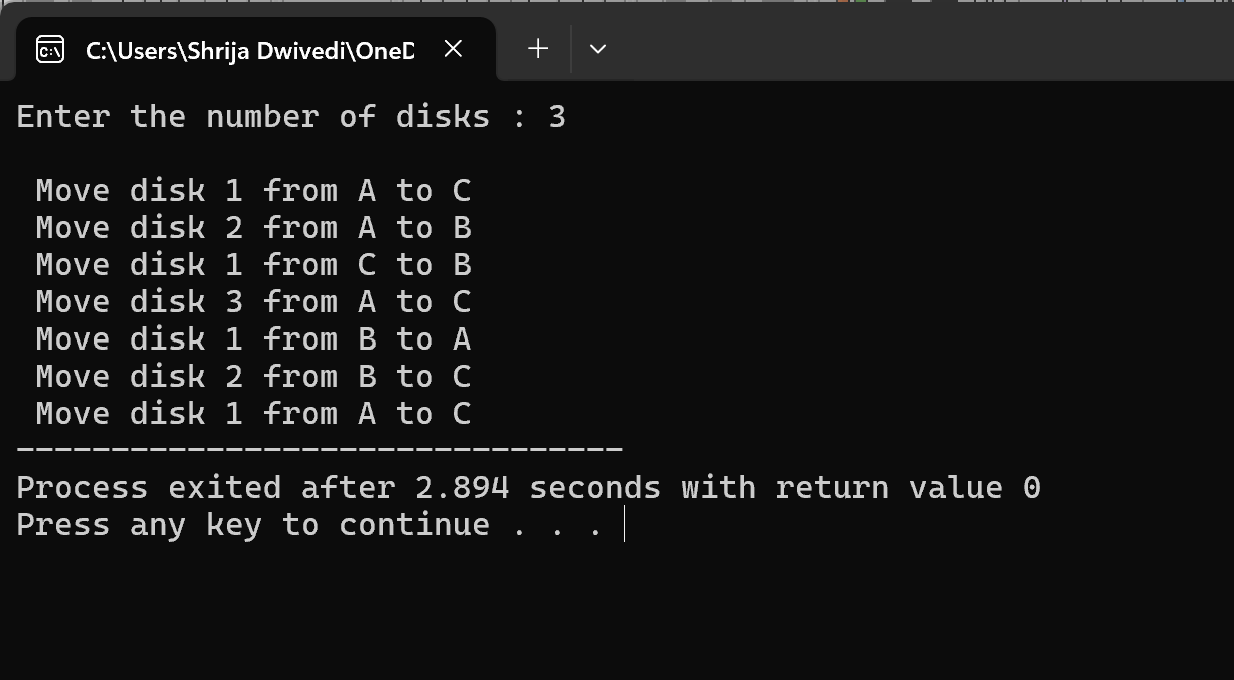 C:\Users\Shrija Dwivedi\OneD
Enter the number of disks : 3
Move disk 1 from A to C
Move disk 2 from A to B
Move disk 1 from C to B
Move disk 3 from A to C
Move disk 1 from B to A
Move disk 2 from B to C
Move disk 1 from A to C
--------------------------------
Process exited after 2.894 seconds with return value 0
Press any key to continue . . .